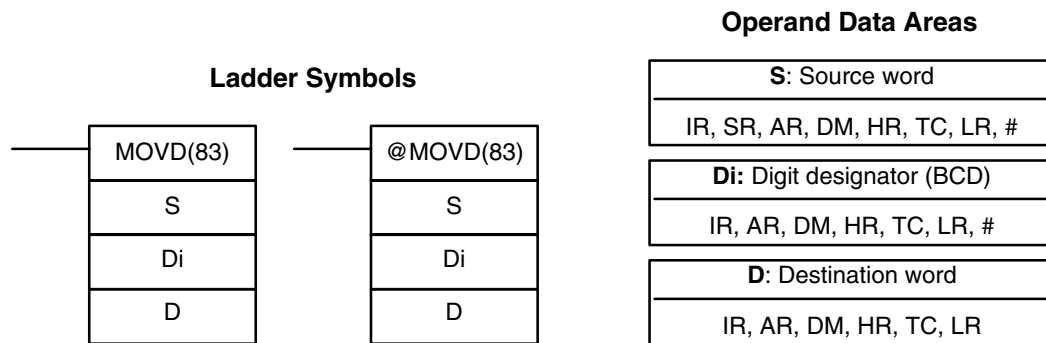 Ladder Symbols
MOVD(83)
S
Di
D
@MOVD(83)
S
Di
D
Operand Data Areas
S: Source word
IR, SR, AR, DM, HR, TC, LR, #
Di: Digit designator (BCD)
IR, AR, DM, HR, TC, LR, #
D: Destination word
IR, AR, DM, HR, TC, LR